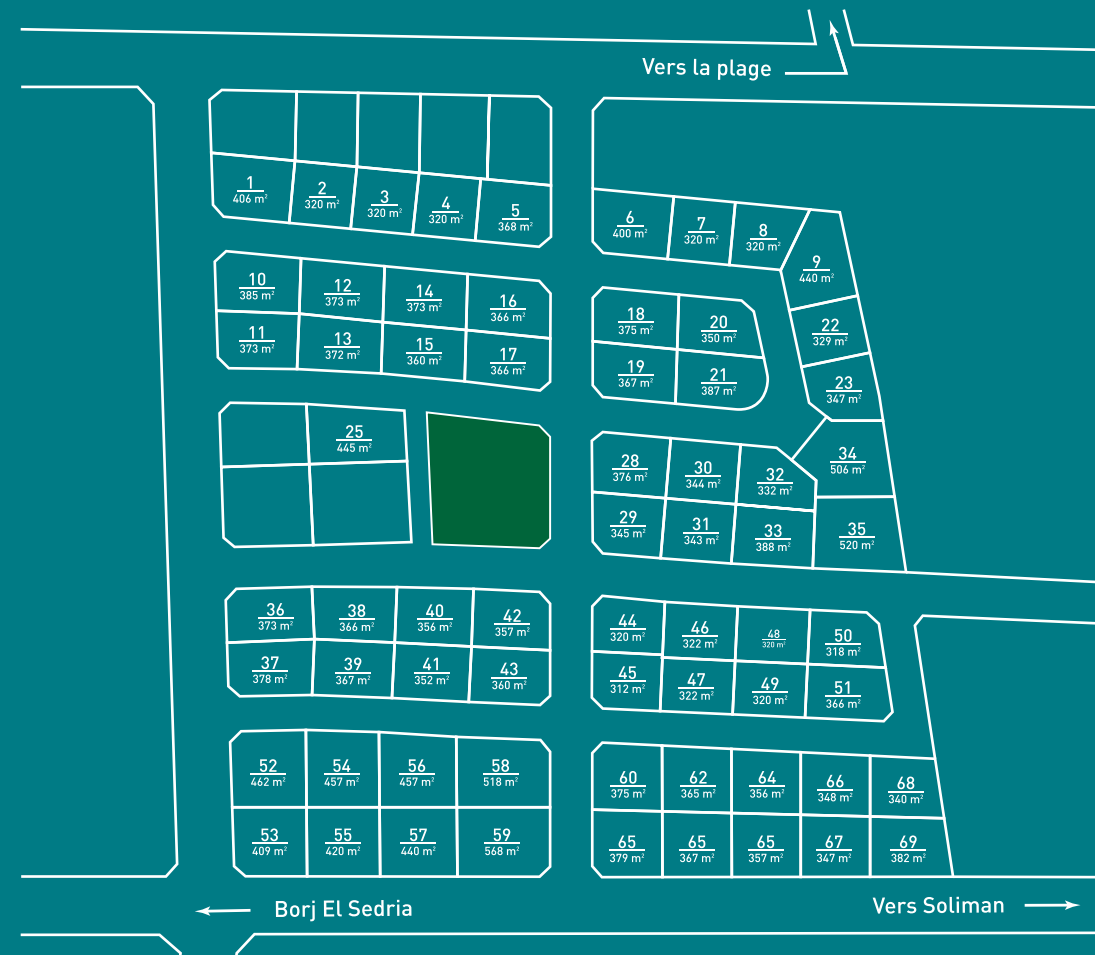 Vers la plage
1
406 m²
2
320 m²
3
320 m²
4
320 m²
5
368 m²
6
400 m²
7
320 m²
8
320 m²
9
440 m²
10
385 m²
12
373 m²
14
373 m²
16
366 m²
11
373 m²
13
372 m²
15
360 m²
17
366 m²
18
375 m²
20
350 m²
22
329 m²
19
367 m²
21
387 m²
23
347 m²
25
445 m²
28
376 m²
30
344 m²
32
332 m²
34
506 m²
29
345 m²
31
343 m²
33
388 m²
35
520 m²
36
373 m²
38
366 m²
40
356 m²
42
357 m²
37
378 m²
39
367 m²
41
352 m²
43
360 m²
44
320 m²
46
322 m²
48
320 m²
50
318 m²
45
312 m²
47
322 m²
49
320 m²
51
366 m²
52
462 m²
54
457 m²
56
457 m²
58
518 m²
53
409 m²
55
420 m²
57
440 m²
59
568 m²
60
375 m²
62
365 m²
64
356 m²
66
348 m²
68
340 m²
65
379 m²
65
367 m²
65
357 m²
67
347 m²
69
382 m²
Borj El Sedria
Vers Soliman